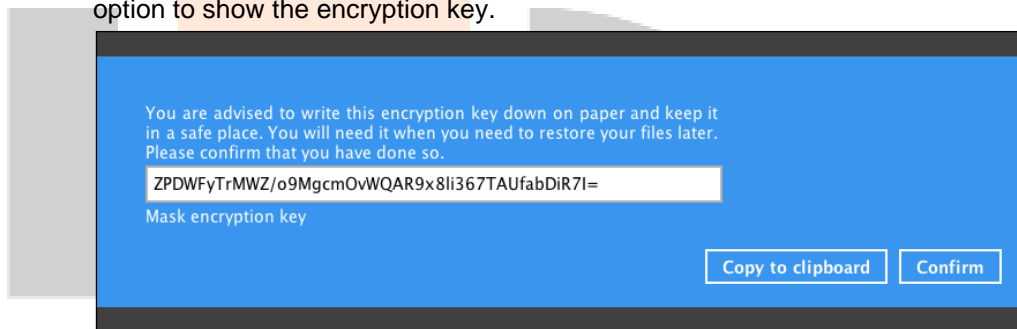 option to show the encryption key.
You are advised to write this encryption key down on paper and keep it
in a safe place. You will need it when you need to restore your files later.
Please confirm that you have done so.
ZPDWFyTrMWZ/o9MgcmOvWQAR9x8li367TAUfabDiR7I=
Mask encryption key
Copy to clipboard
Confirm